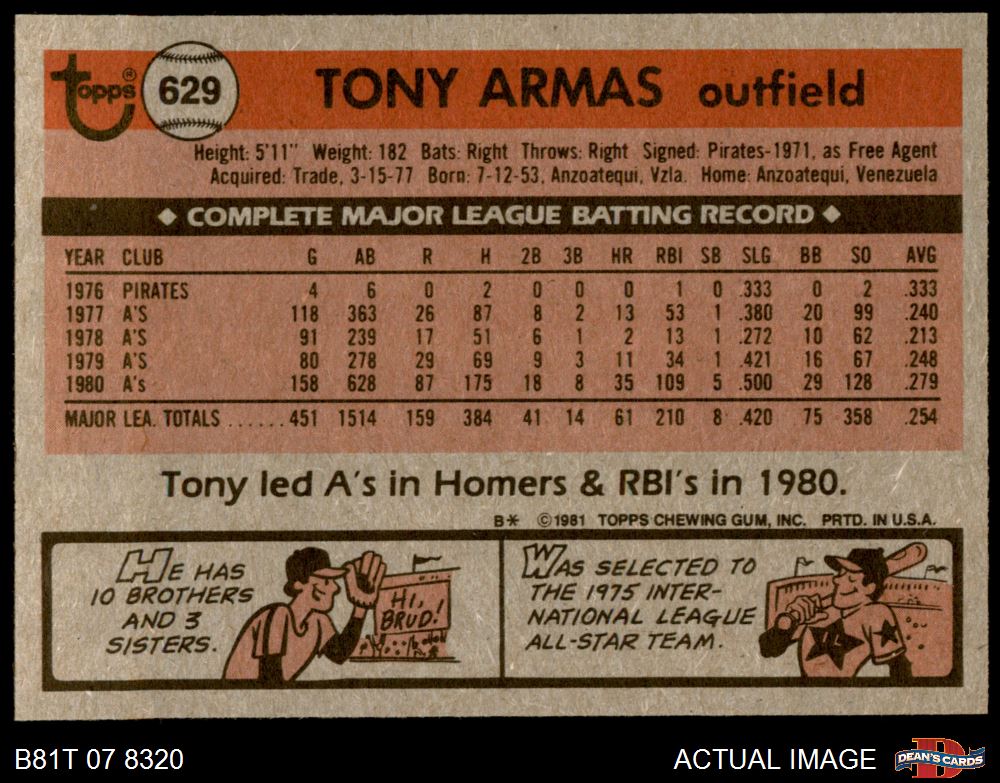 topps®
629
TONY ARMAS outfield
Height: 5'11" Weight: 182 Bats: Right Throws: Right Signed: Pirates-1971, as Free Agent
Acquired: Trade, 3-15-77 Born: 7-12-53, Anzoatequi, Vzla. Home: Anzoatequi, Venezuela
◆ COMPLETE MAJOR LEAGUE BATTING RECORD ◆
YEAR CLUB G AB R H 2B 3B HR RBI SB SLG BB SO AVG
1976 PIRATES 4 6 0 2 0 0 0 1 0 .333 0 2 .333
1977 A'S 118 363 26 87 8 2 13 53 1 .380 20 99 .240
1978 A'S 91 239 17 51 6 1 2 13 1 .272 10 62 .213
1979 A'S 80 278 29 69 9 3 11 34 1 .421 16 67 .248
1980 A's 158 628 87 175 18 8 35 109 5 .500 29 128 .279
MAJOR LEA. TOTALS ...... 451 1514 159 384 41 14 61 210 8 .420 75 358 .254
Tony led A's in Homers & RBI's in 1980.
B* ©1981 TOPPS CHEWING GUM, INC. PRTD. IN U.S.A.
HE HAS
10 BROTHERS
AND 3
SISTERS.
HI,
BRUD!
WAS SELECTED TO
THE 1975 INTER-
NATIONAL LEAGUE
ALL-STAR TEAM.
B81T 07 8320
ACTUAL IMAGE
D
DEAN'S CARDS